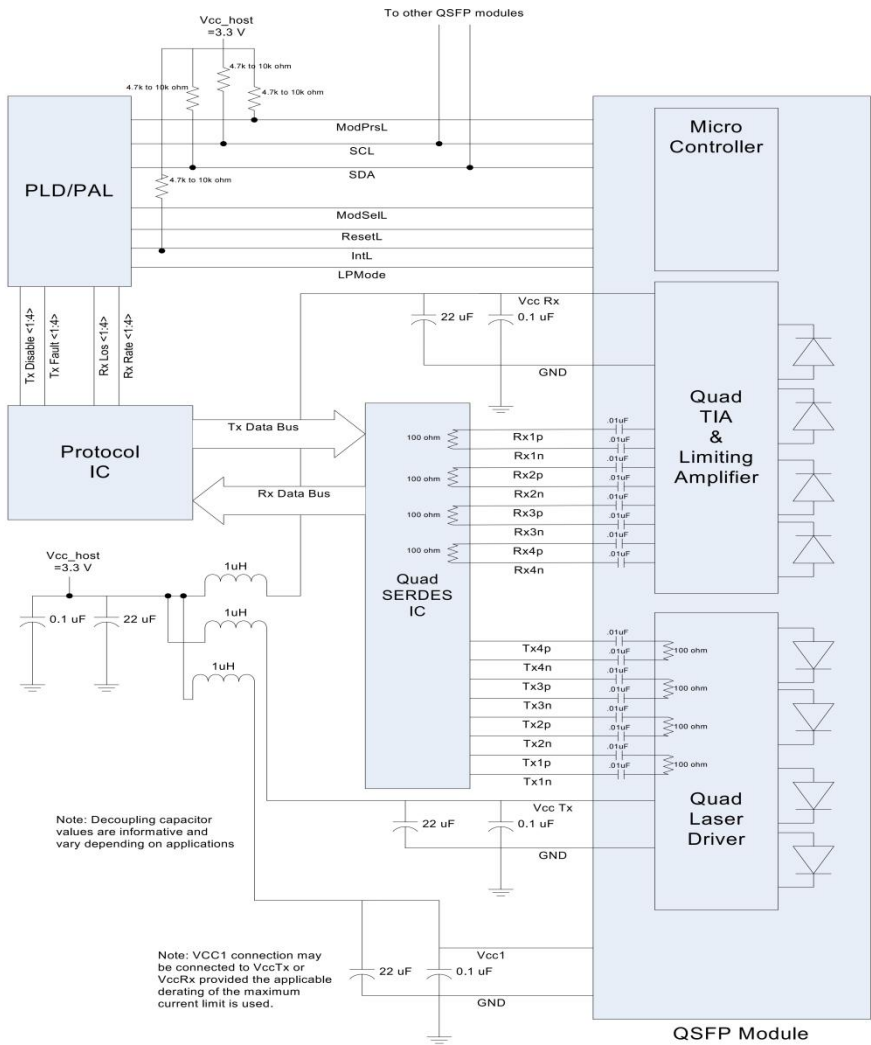 To other QSFP modules
Vcc_host
=3.3 V
4.7k to 10k ohm
4.7k to 10k ohm
4.7k to 10k ohm
ModPrsL
SCL
4.7k to 10k ohm
SDA
PLD/PAL
ModSelL
ResetL
IntL
LPMode
Micro
Controller
Tx Disable <1:4>
Tx Fault <1:4>
Rx Los <1:4>
Rx Rate <1:4>
Vcc Rx
22 uF
0.1 uF
GND
Quad
TIA
&
Limiting
Amplifier
Protocol
IC
Tx Data Bus
Rx Data Bus
100 ohm
100 ohm
100 ohm
100 ohm
Quad
SERDES
IC
.01uF
Rx1p
.01uF
Rx1n
.01uF
Rx2p
.01uF
Rx2n
.01uF
Rx3p
.01uF
Rx3n
.01uF
Rx4p
.01uF
Rx4n
Vcc_host
=3.3 V
0.1 uF
22 uF
1uH
1uH
1uH
.01uF
Tx4p
.01uF
100 ohm
Tx4n
.01uF
Tx3p
.01uF
100 ohm
Tx3n
.01uF
Tx2p
.01uF
100 ohm
Tx2n
.01uF
Tx1p
.01uF
100 ohm
Tx1n
Quad
Laser
Driver
Vcc Tx
22 uF
0.1 uF
GND
Note: Decoupling capacitor
values are informative and
vary depending on applications
Note: VCC1 connection may
be connected to VccTx or
VccRx provided the applicable
derating of the maximum
current limit is used.
Vcc1
22 uF
0.1 uF
GND
QSFP Module